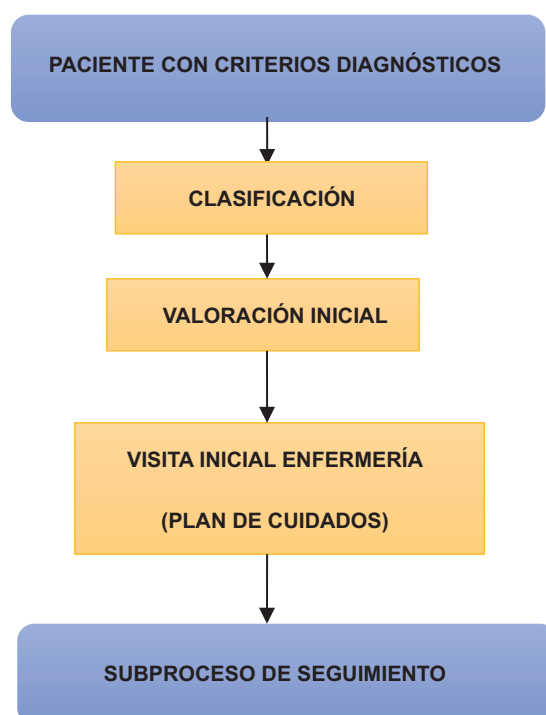 PACIENTE CON CRITERIOS DIAGNÓSTICOS
CLASIFICACIÓN
VALORACIÓN INICIAL
VISITA INICIAL ENFERMERÍA
(PLAN DE CUIDADOS)
SUBPROCESO DE SEGUIMIENTO